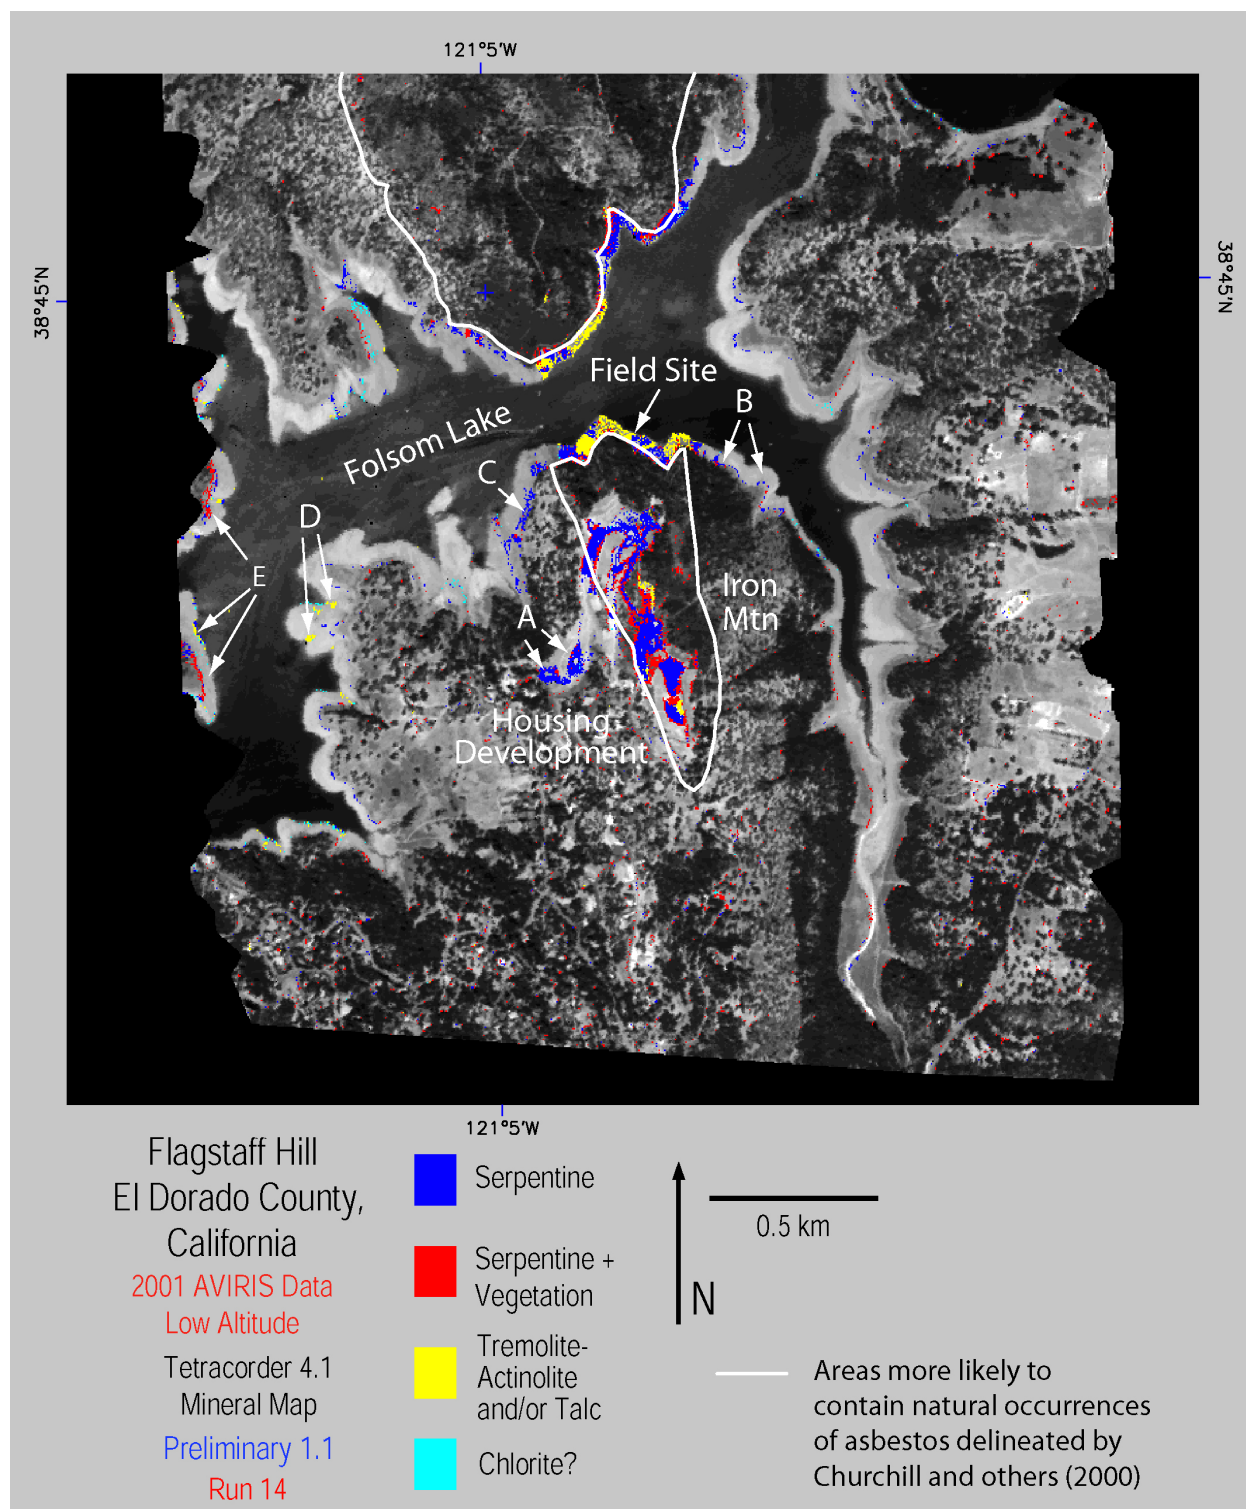 121°5'W
38°45'N
38°45'N
Field Site
B
Folsom Lake
C
D
E
Iron
Mtn
A
Housing
Development
121°5'W
Flagstaff Hill
El Dorado County,
California
2001 AVIRIS Data
Low Altitude
Tetracorder 4.1
Mineral Map
Preliminary 1.1
Run 14
Serpentine
Serpentine +
Vegetation
Tremolite-
Actinolite
and/or Talc
Chlorite?
N
0.5 km
Areas more likely to
contain natural occurrences
of asbestos delineated by
Churchill and others (2000)